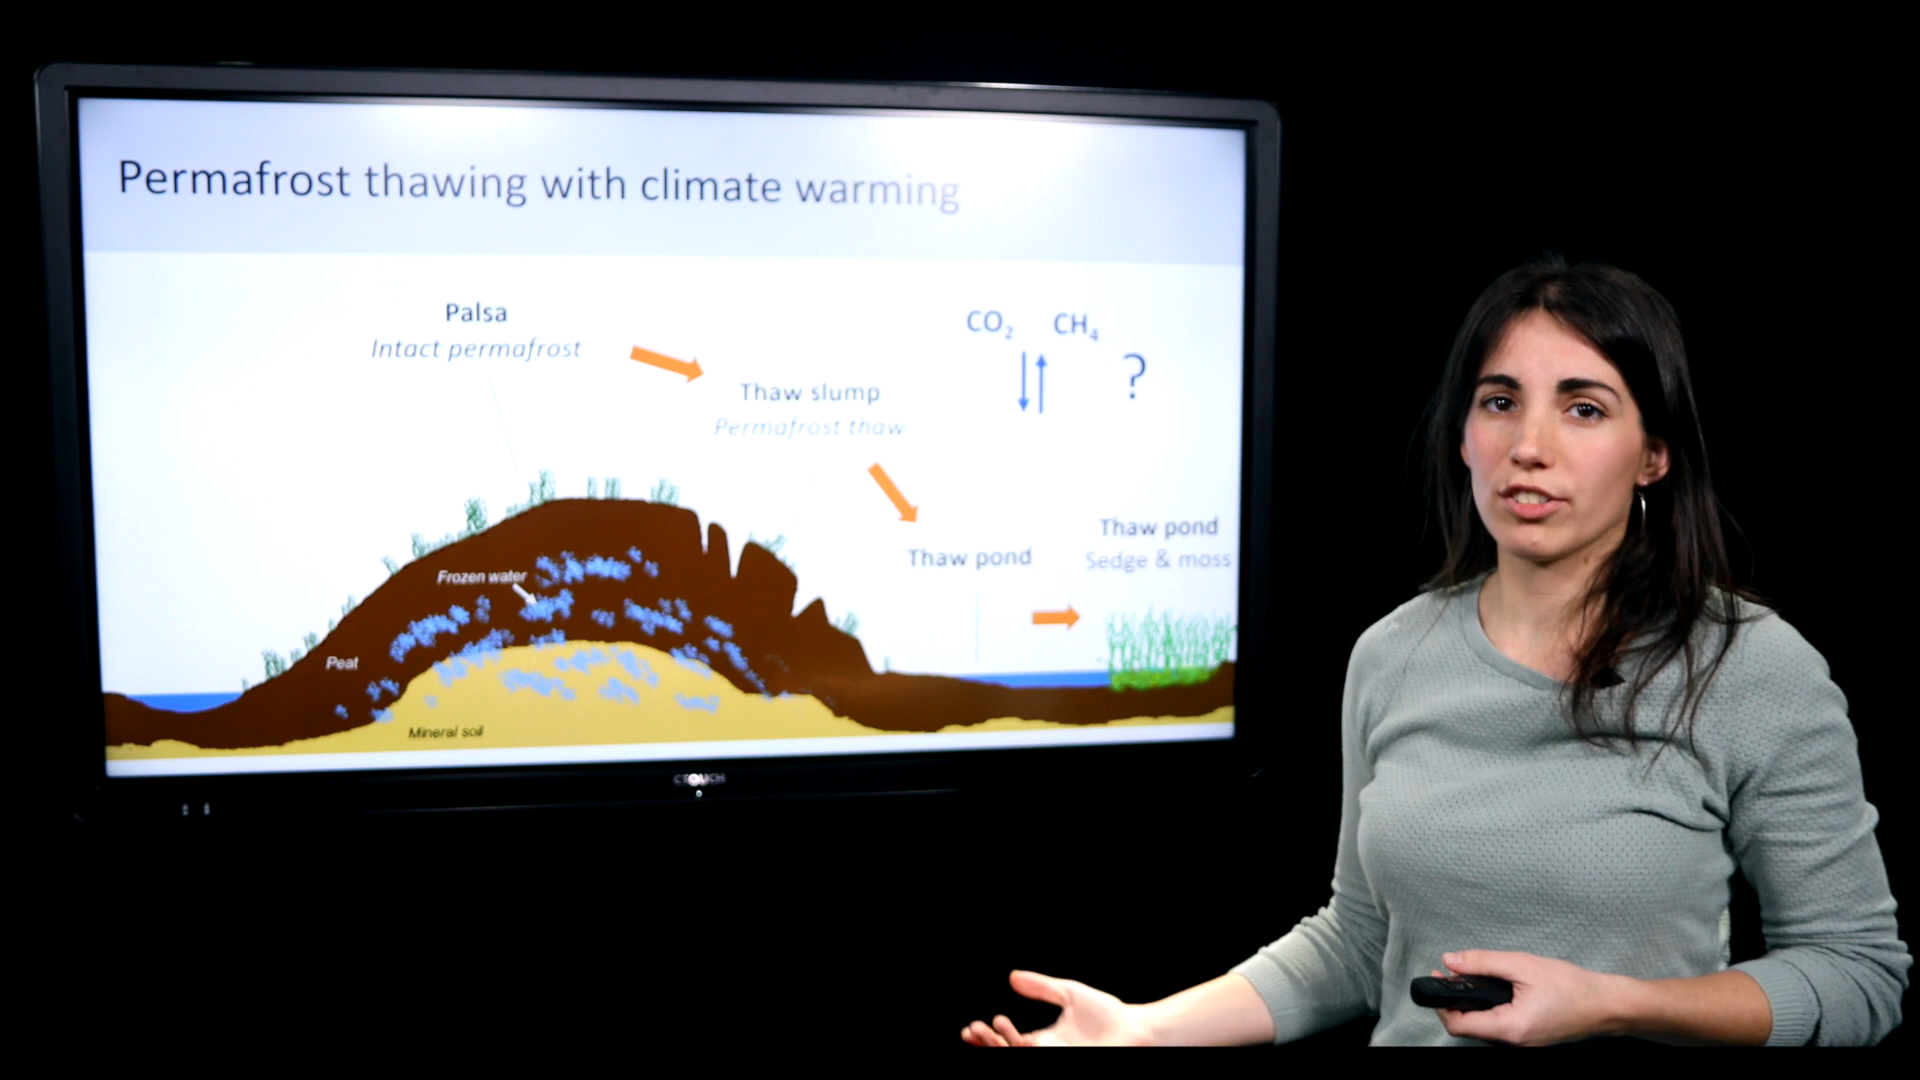 Permafrost thawing with climate warming
Palsa
Intact permafrost
Thaw slump
Permafrost thaw
CO₂ CH₄
?
Thaw pond
Thaw pond
Sedge & moss
Frozen water
Peat
Mineral soil
CTOUCH